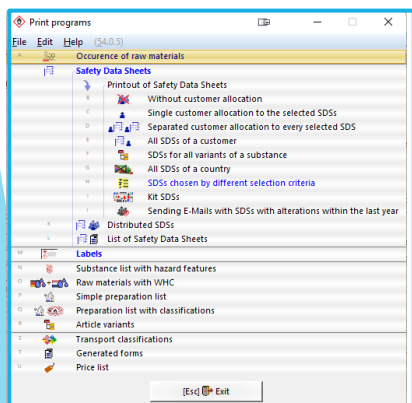 Print programs
File Edit Help (S4.0.5)
Occurence of raw materials
Safety Data Sheets
Printout of Safety Data Sheets
B Without customer allocation
C Single customer allocation to the selected SDSs
D Separated customer allocation to every selected SDS
E All SDSs of a customer
F SDSs for all variants of a substance
G All SDSs of a country
H SDSs chosen by different selection criteria
I Kit SDSs
J Sending E-Mails with SDSs with alterations within the last year
K Distributed SDSs
L List of Safety Data Sheets
M Labels
N Substance list with hazard features
O Raw materials with WHC
P Simple preparation list
Q Preparation list with classifications
R Article variants
S Transport classifications
T Generated forms
U Price list
[Esc] Exit